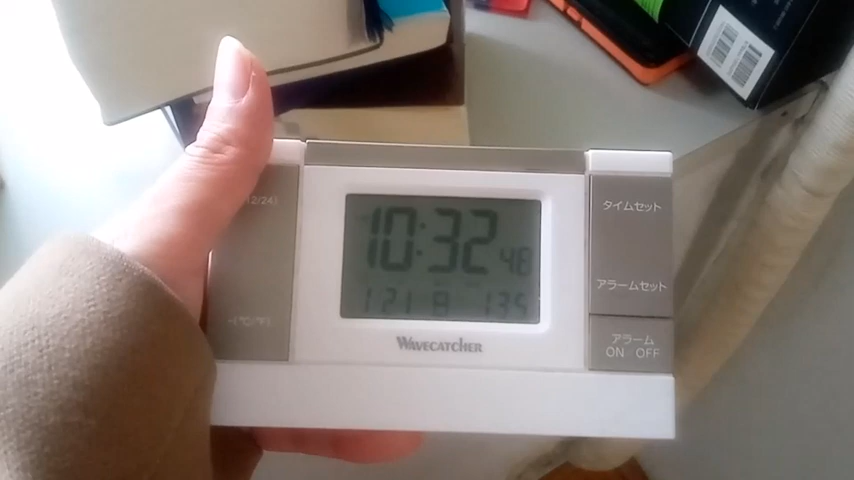 12/24)
タイムセット
10:32 48
アラームセット
1 21 日 13.5
-(°C/°F)
アラーム
WAVECATCHER
ON OFF